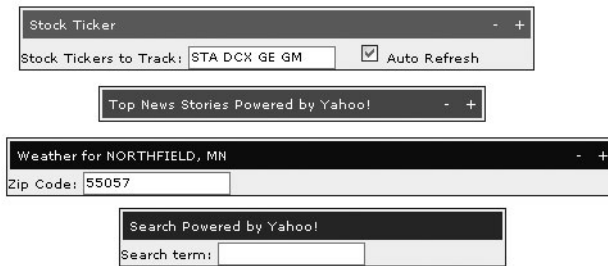 Stock Ticker - +
Stock Tickers to Track: STA DCX GE GM Auto Refresh
Top News Stories Powered by Yahoo! - +
Weather for NORTHFIELD, MN - +
Zip Code: 55057
Search Powered by Yahoo!
Search term: